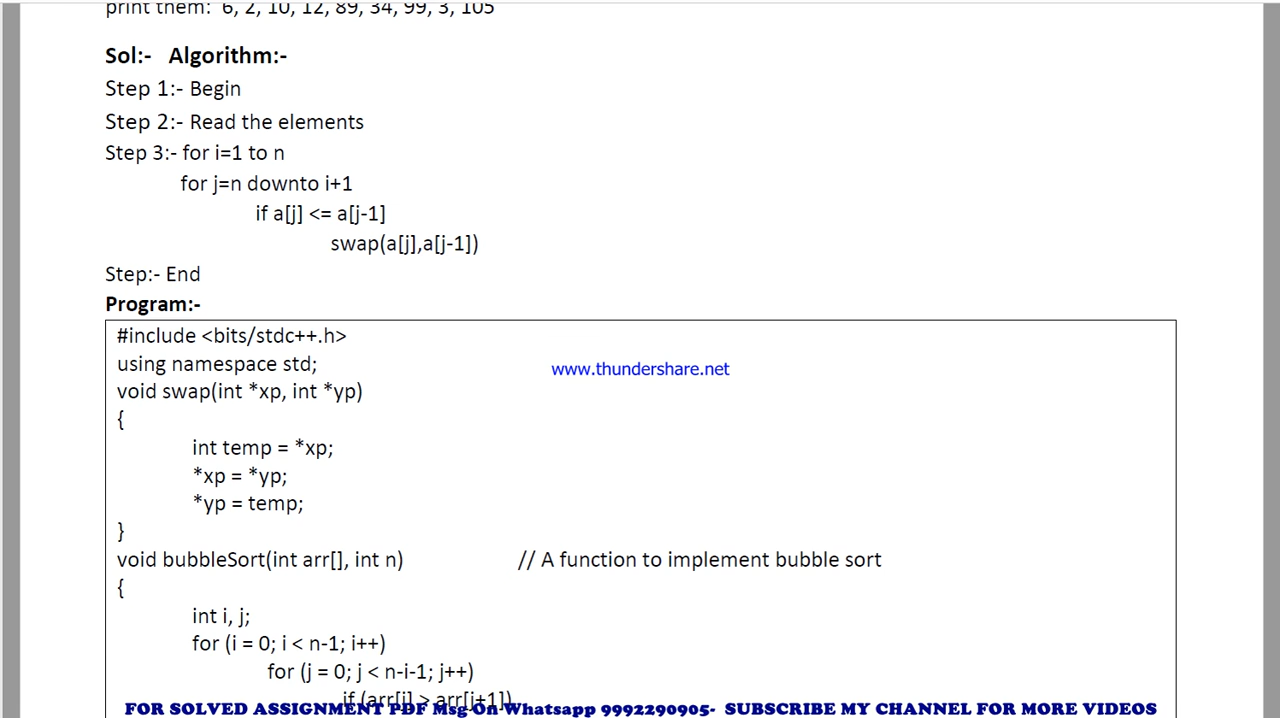 print them: 6, 2, 10, 12, 89, 34, 99, 3, 105
Sol:- Algorithm:-
Step 1:- Begin
Step 2:- Read the elements
Step 3:- for i=1 to n
for j=n downto i+1
if a[j] <= a[j-1]
swap(a[j],a[j-1])
Step:- End
Program:-
#include <bits/stdc++.h>
using namespace std;
www.thundershare.net
void swap(int *xp, int *yp)
{
int temp = *xp;
*xp = *yp;
*yp = temp;
}
void bubbleSort(int arr[], int n) // A function to implement bubble sort
{
int i, j;
for (i = 0; i < n-1; i++)
for (j = 0; j < n-i-1; j++)
if (arr[j] > arr[j+1])
FOR SOLVED ASSIGNMENT PDF Msg On Whatsapp 9992290905- SUBSCRIBE MY CHANNEL FOR MORE VIDEOS